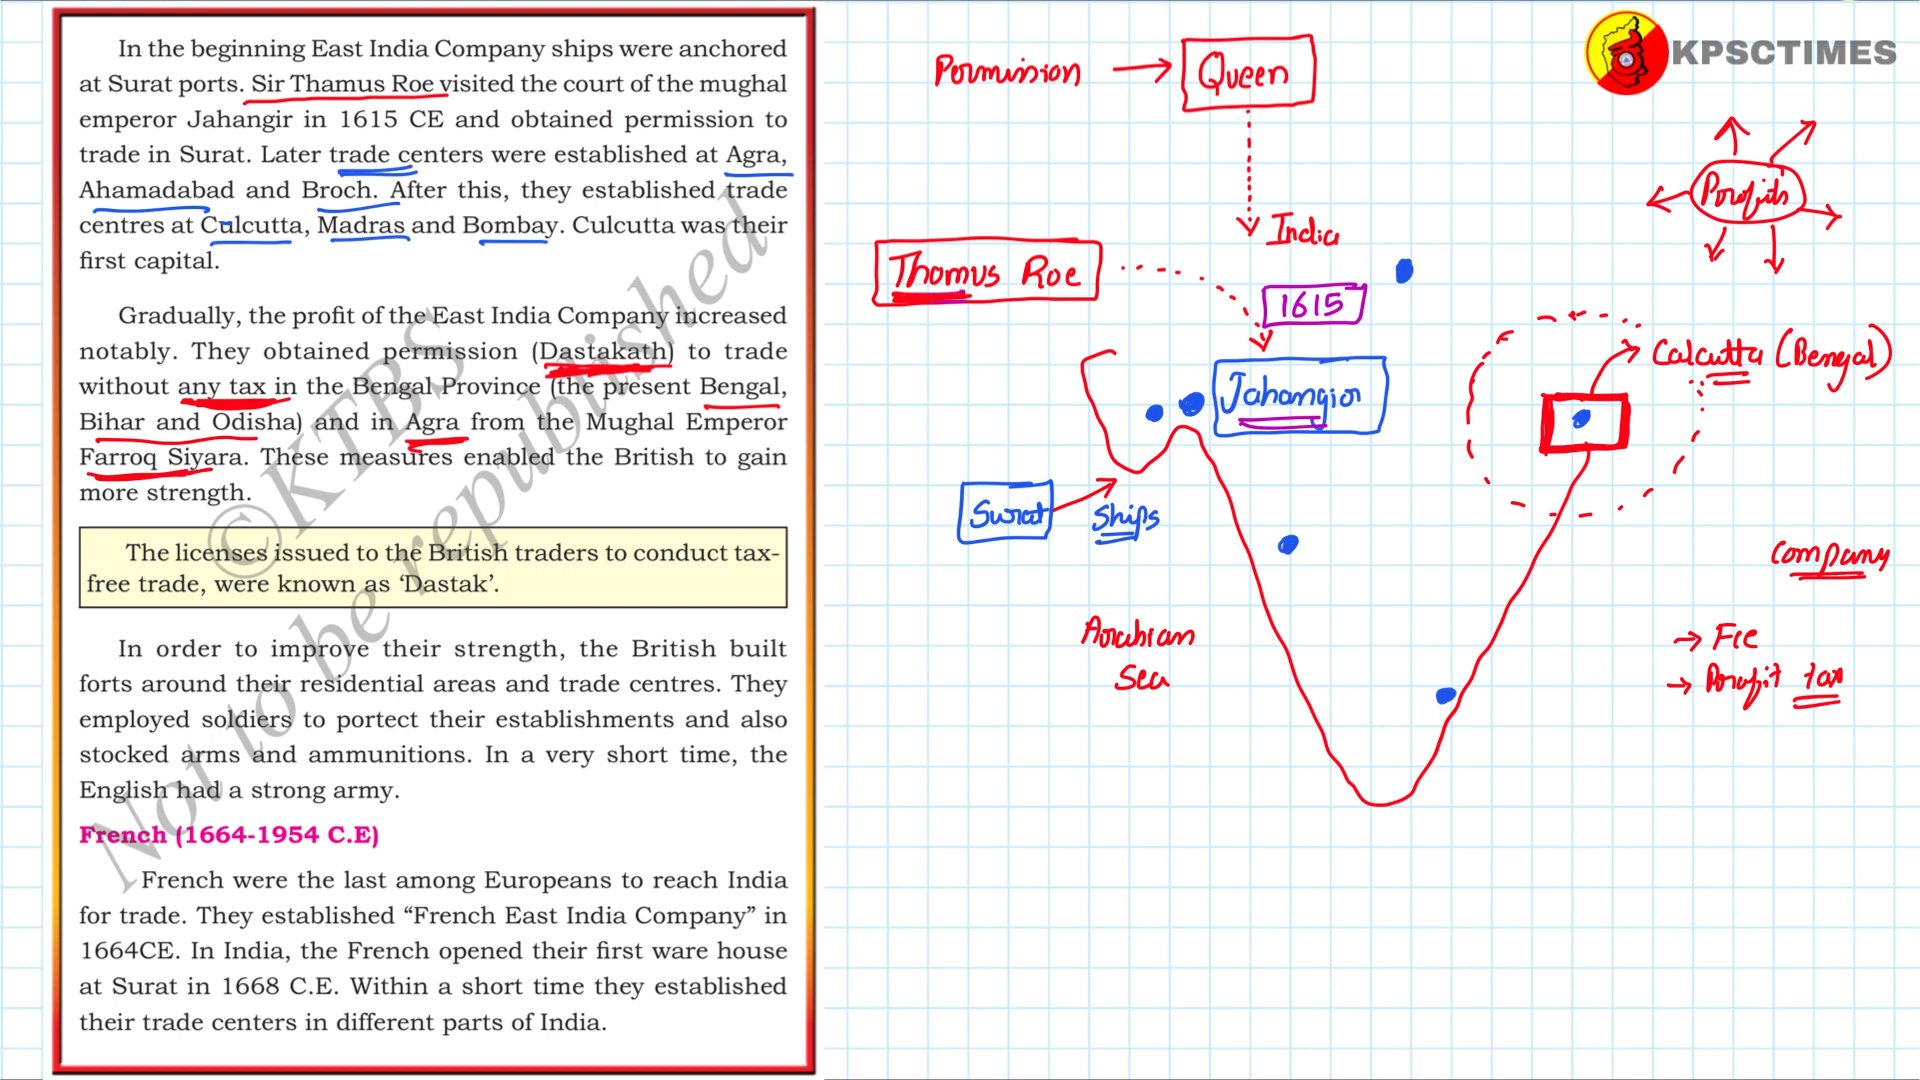 In the beginning East India Company ships were anchored
at Surat ports. Sir Thamus Roe visited the court of the mughal
emperor Jahangir in 1615 CE and obtained permission to
trade in Surat. Later trade centers were established at Agra,
Ahamadabad and Broch. After this, they established trade
centres at Culcutta, Madras and Bombay. Culcutta was their
first capital.
Gradually, the profit of the East India Company increased
notably. They obtained permission (Dastakath) to trade
without any tax in the Bengal Province (the present Bengal,
Bihar and Odisha) and in Agra from the Mughal Emperor
Farroq Siyara. These measures enabled the British to gain
more strength.
The licenses issued to the British traders to conduct tax-
free trade, were known as ‘Dastak’.
In order to improve their strength, the British built
forts around their residential areas and trade centres. They
employed soldiers to portect their establishments and also
stocked arms and ammunitions. In a very short time, the
English had a strong army.
French (1664-1954 C.E)
French were the last among Europeans to reach India
for trade. They established “French East India Company” in
1664CE. In India, the French opened their first ware house
at Surat in 1668 C.E. Within a short time they established
their trade centers in different parts of India.
©KTBS
Not to be republished
KPSCTIMES
Permission → Queen
Profits
India
Thomus Roe
1615
Calcutta (Bengal)
Jahangior
Surat
Ships
Company
Arabian
Sea
→ Fee
→ Profit tax